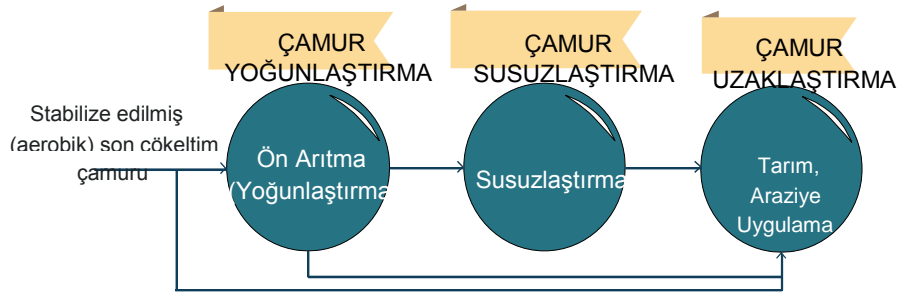 ÇAMUR
YOĞUNLAŞTIRMA
ÇAMUR
SUSUZLAŞTIRMA
ÇAMUR
UZAKLAŞTIRMA
Stabilize edilmiş
(aerobik) son çökeltim
çamuru
Ön Arıtma
(Yoğunlaştırma
Susuzlaştırma
Tarım,
Araziye
Uygulama